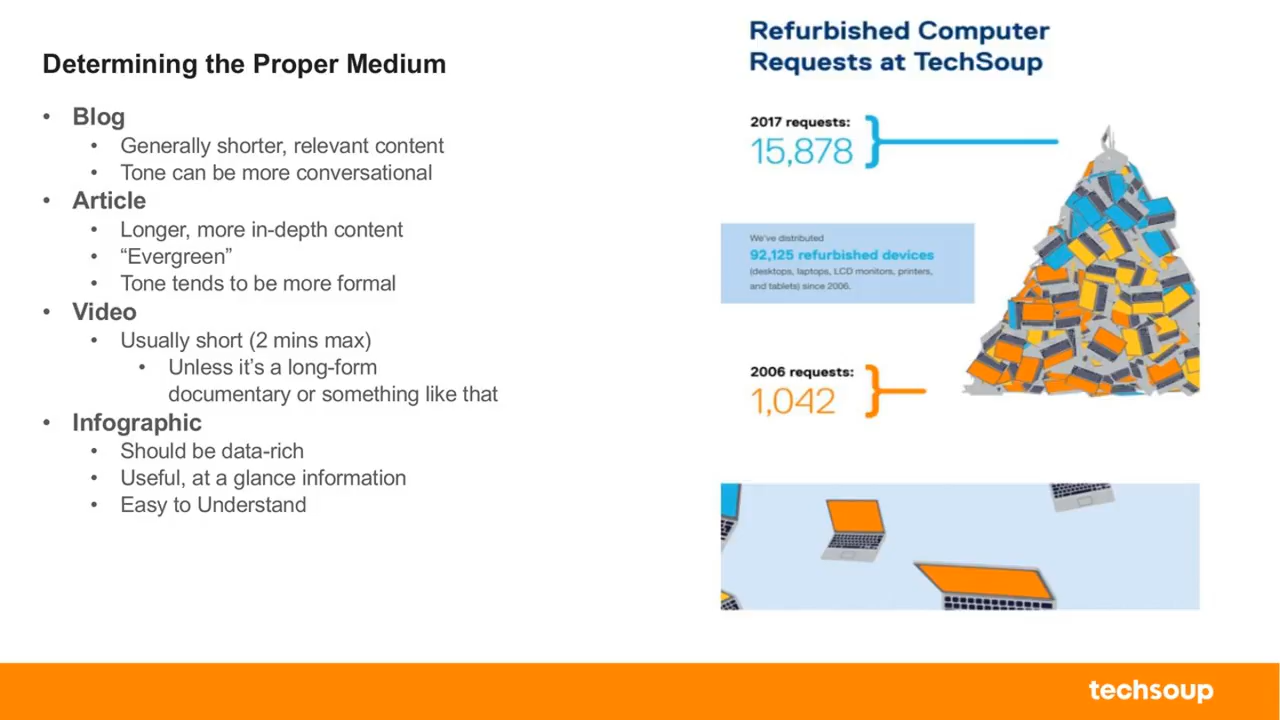 Determining the Proper Medium
• Blog
• Generally shorter, relevant content
• Tone can be more conversational
• Article
• Longer, more in-depth content
• “Evergreen”
• Tone tends to be more formal
• Video
• Usually short (2 mins max)
• Unless it’s a long-form
documentary or something like that
• Infographic
• Should be data-rich
• Useful, at a glance information
• Easy to Understand
Refurbished Computer
Requests at TechSoup
2017 requests:
15,878
We’ve distributed
92,125 refurbished devices
(desktops, laptops, LCD monitors, printers,
and tablets) since 2006.
2006 requests:
1,042
techsoup